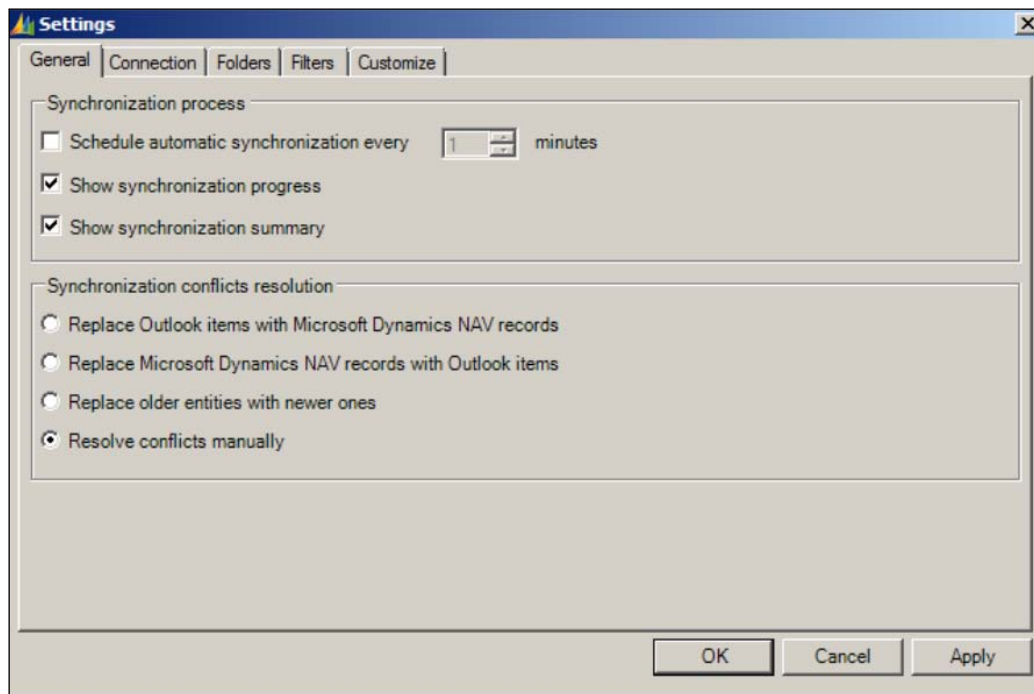 Settings
General Connection Folders Filters Customize
Synchronization process
Schedule automatic synchronization every 1 minutes
Show synchronization progress
Show synchronization summary
Synchronization conflicts resolution
Replace Outlook items with Microsoft Dynamics NAV records
Replace Microsoft Dynamics NAV records with Outlook items
Replace older entities with newer ones
Resolve conflicts manually
OK Cancel Apply